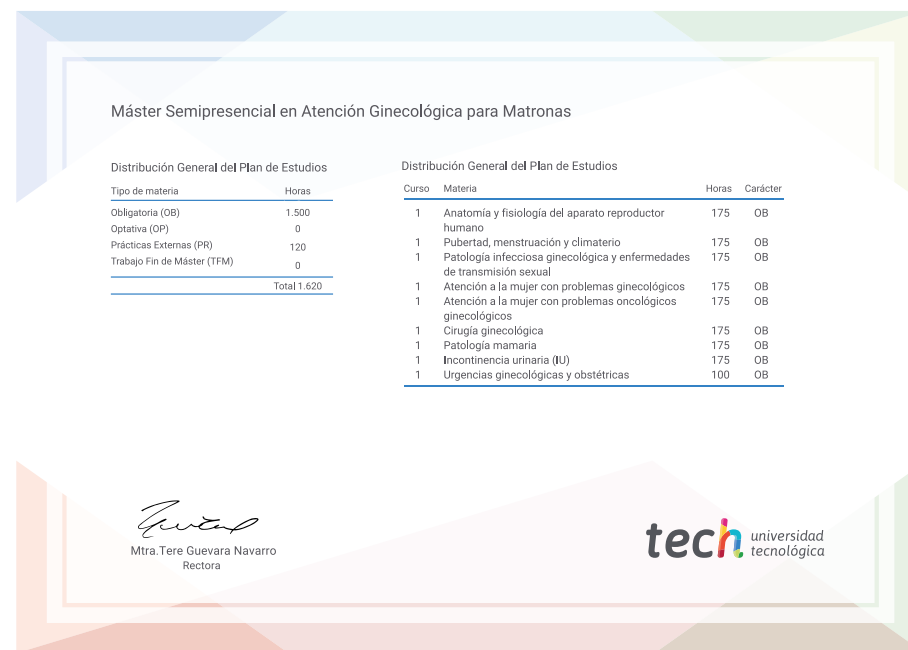 Máster Semipresencial en Atención Ginecológica para Matronas
Distribución General del Plan de Estudios
Tipo de materia Horas
Obligatoria (OB) 1.500
Optativa (OP) 0
Prácticas Externas (PR) 120
Trabajo Fin de Máster (TFM) 0
Total 1.620
Distribución General del Plan de Estudios
Curso Materia Horas Carácter
1 Anatomía y fisiología del aparato reproductor 175 OB
humano
1 Pubertad, menstruación y climaterio 175 OB
1 Patología infecciosa ginecológica y enfermedades 175 OB
de transmisión sexual
1 Atención a la mujer con problemas ginecológicos 175 OB
1 Atención a la mujer con problemas oncológicos 175 OB
ginecológicos
1 Cirugía ginecológica 175 OB
1 Patología mamaria 175 OB
1 Incontinencia urinaria (IU) 175 OB
1 Urgencias ginecológicas y obstétricas 100 OB
Mtra.Tere Guevara Navarro
Rectora
tech universidad
tecnológica